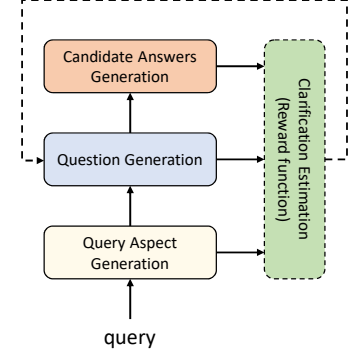 Candidate Answers
Generation
Question Generation
Query Aspect
Generation
query
Clarification Estimation
(Reward function)